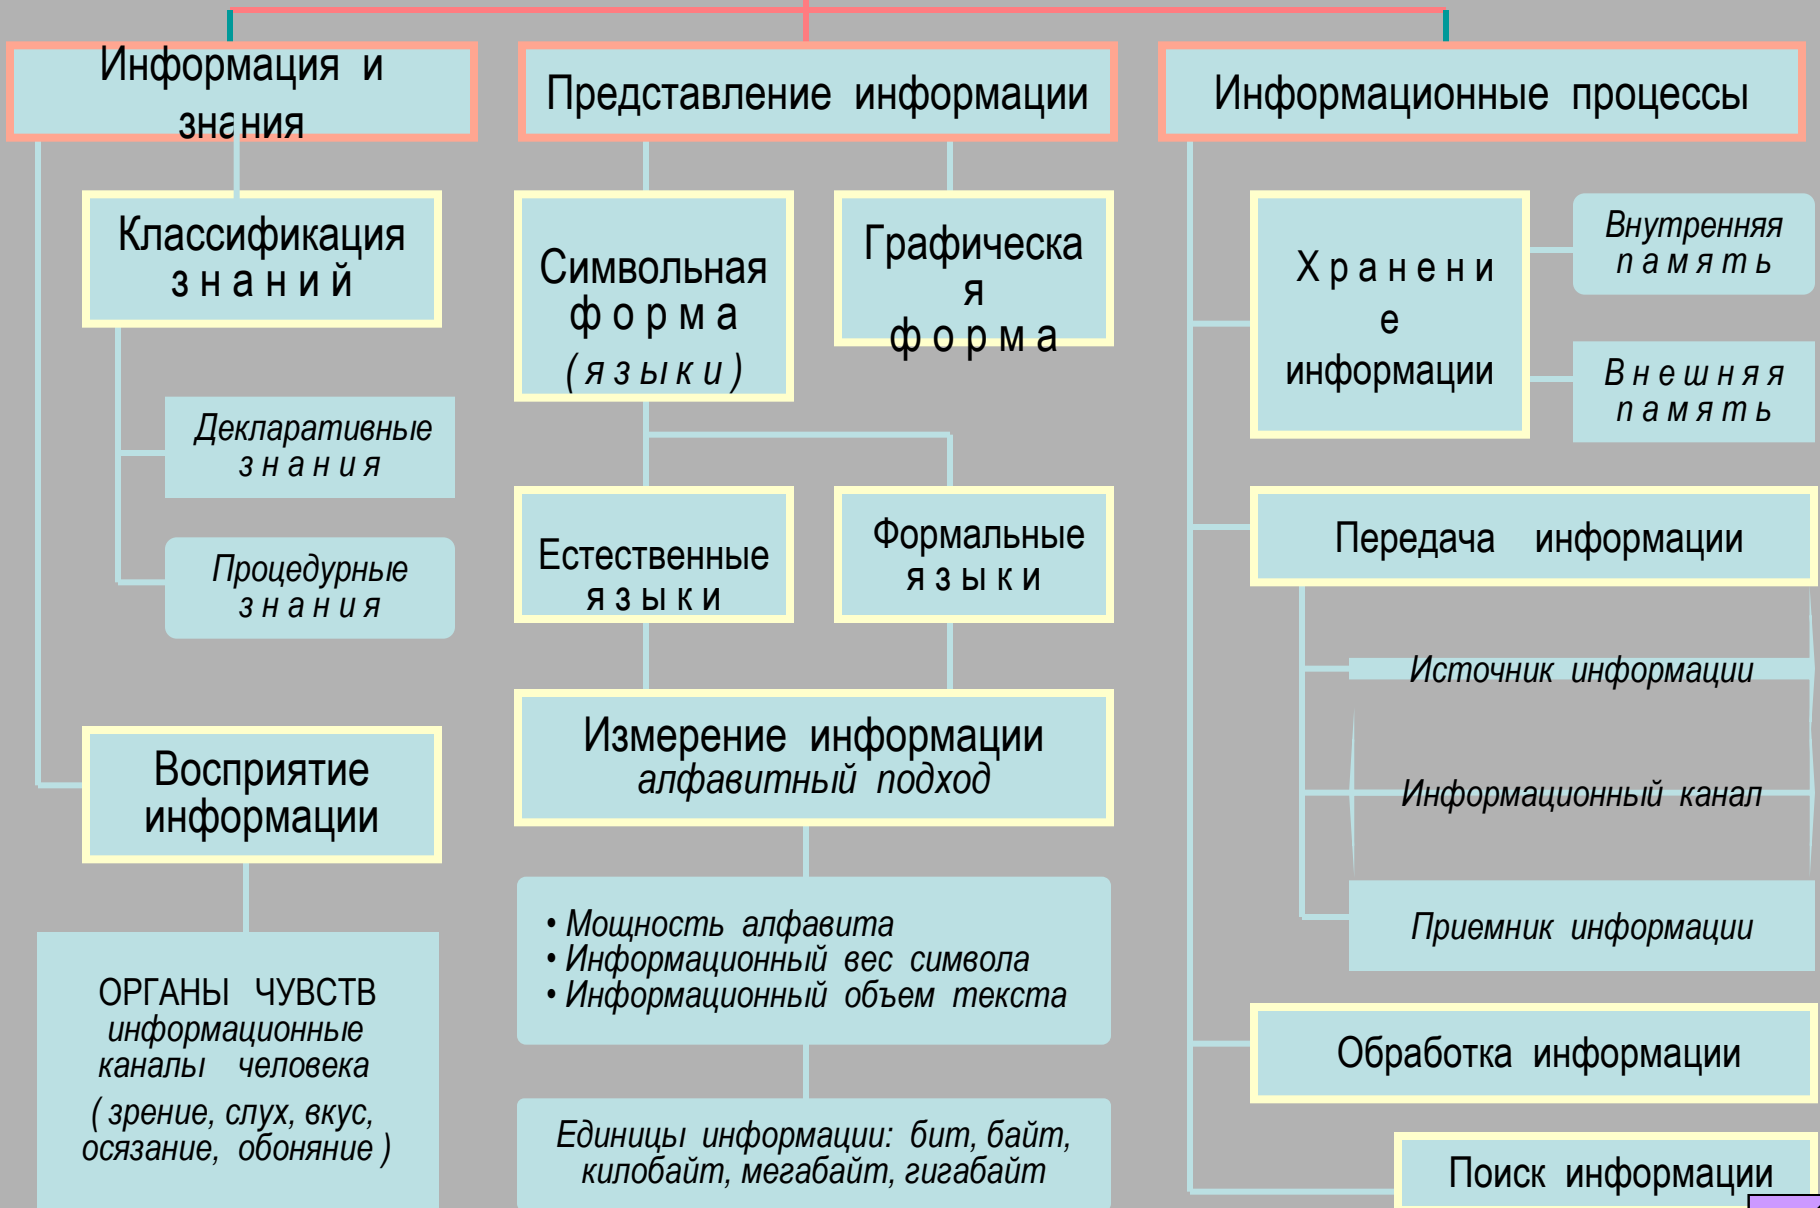 Информация и
знания
Классификация
знаний
Декларативные
знания
Процедурные
знания
Восприятие
информации
ОРГАНЫ ЧУВСТВ
информационные
каналы человека
( зрение, слух, вкус,
осязание, обоняние )
Представление информации
Символьная
форма
( языки )
Графическа
я
форма
Естественные
языки
Формальные
языки
Измерение информации
алфавитный подход
• Мощность алфавита
• Информационный вес символа
• Информационный объем текста
Единицы информации: бит, байт,
килобайт, мегабайт, гигабайт
Информационные процессы
Хранени
е
информации
Внутренняя
память
Внешняя
память
Передача информации
Источник информации
Информационный канал
Приемник информации
Обработка информации
Поиск информации